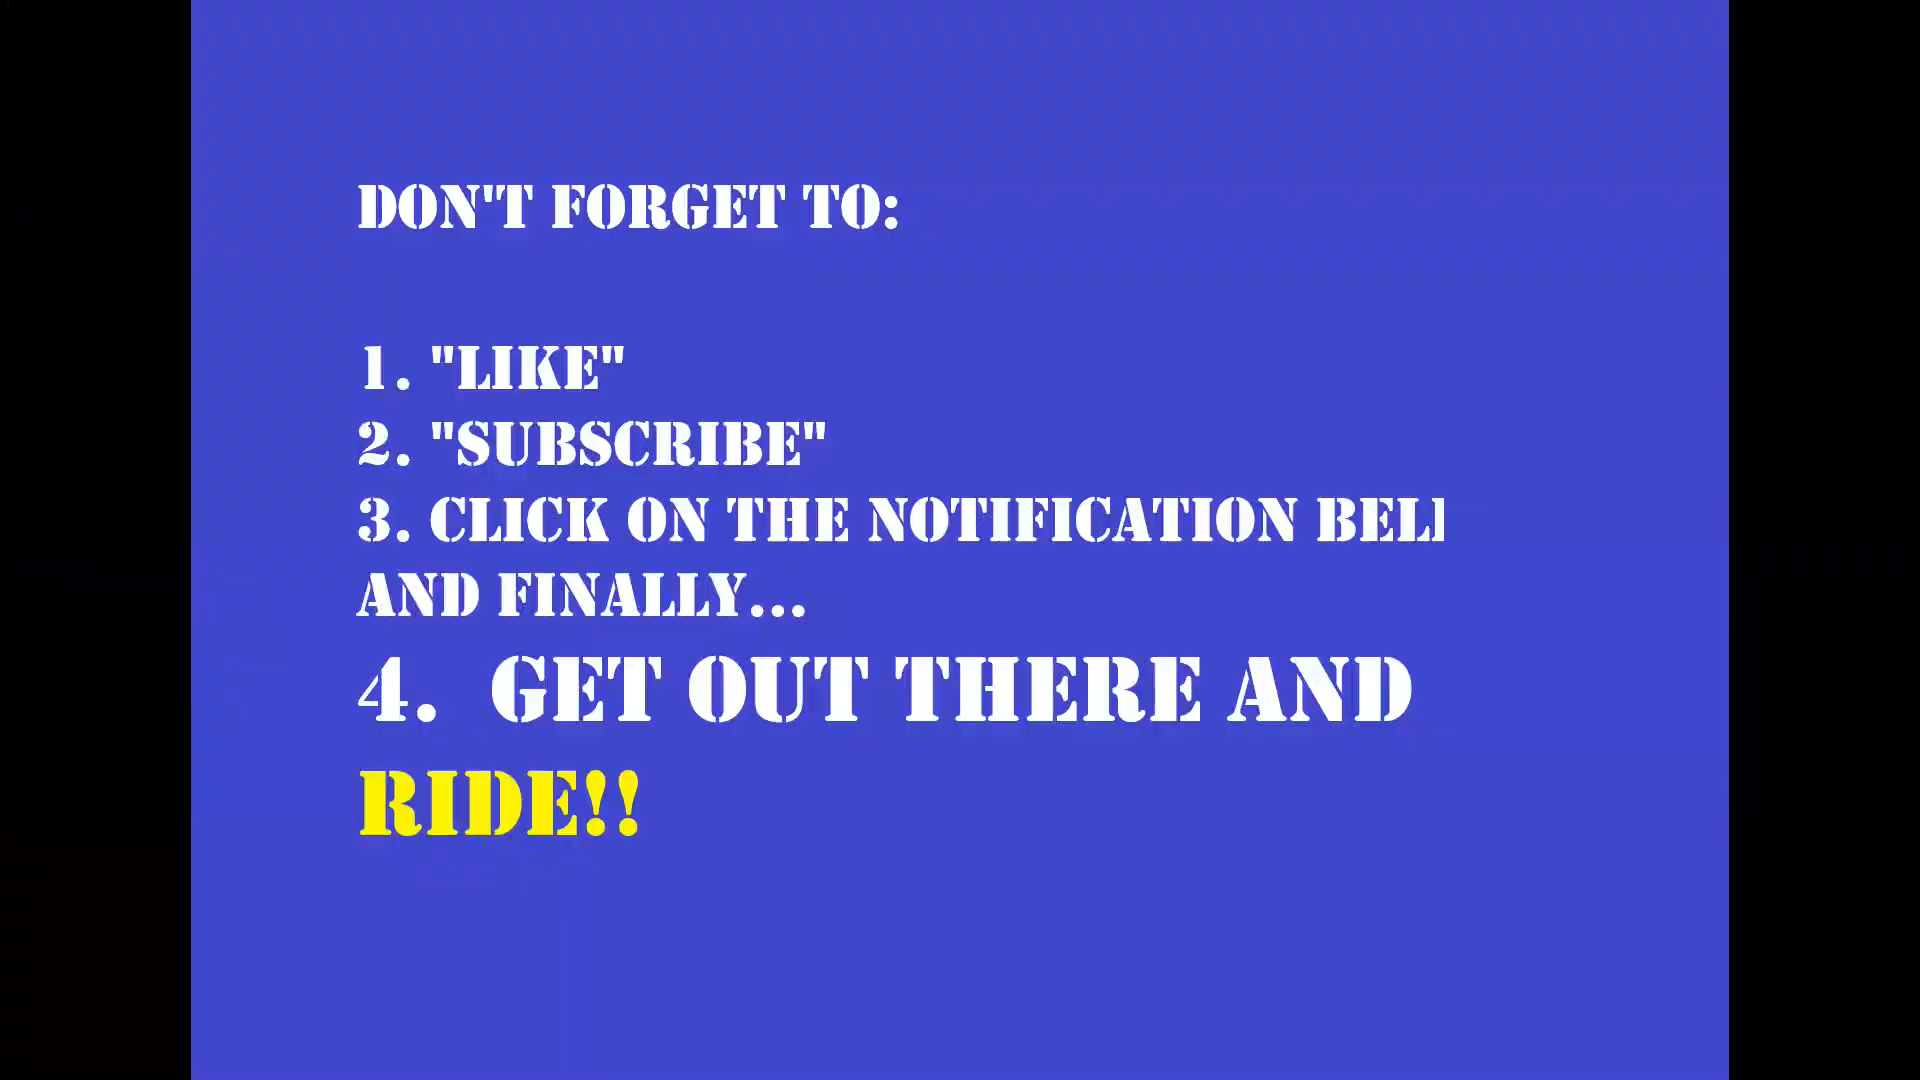 DON'T FORGET TO:
1. "LIKE"
2. "SUBSCRIBE"
3. CLICK ON THE NOTIFICATION BELL
AND FINALLY...
4. GET OUT THERE AND
RIDE!!